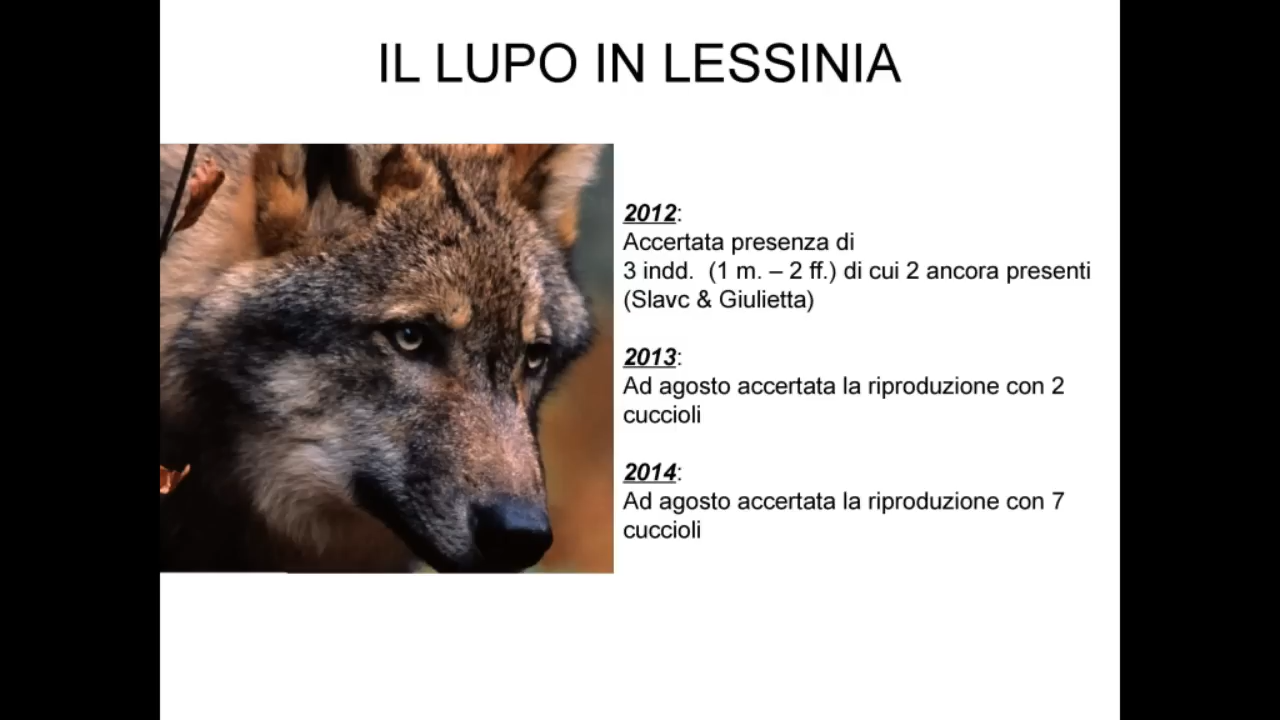 IL LUPO IN LESSINIA
2012:
Accertata presenza di
3 indd.  (1 m. – 2 ff.) di cui 2 ancora presenti
(Slavc & Giulietta)
2013:
Ad agosto accertata la riproduzione con 2
cuccioli
2014:
Ad agosto accertata la riproduzione con 7
cuccioli